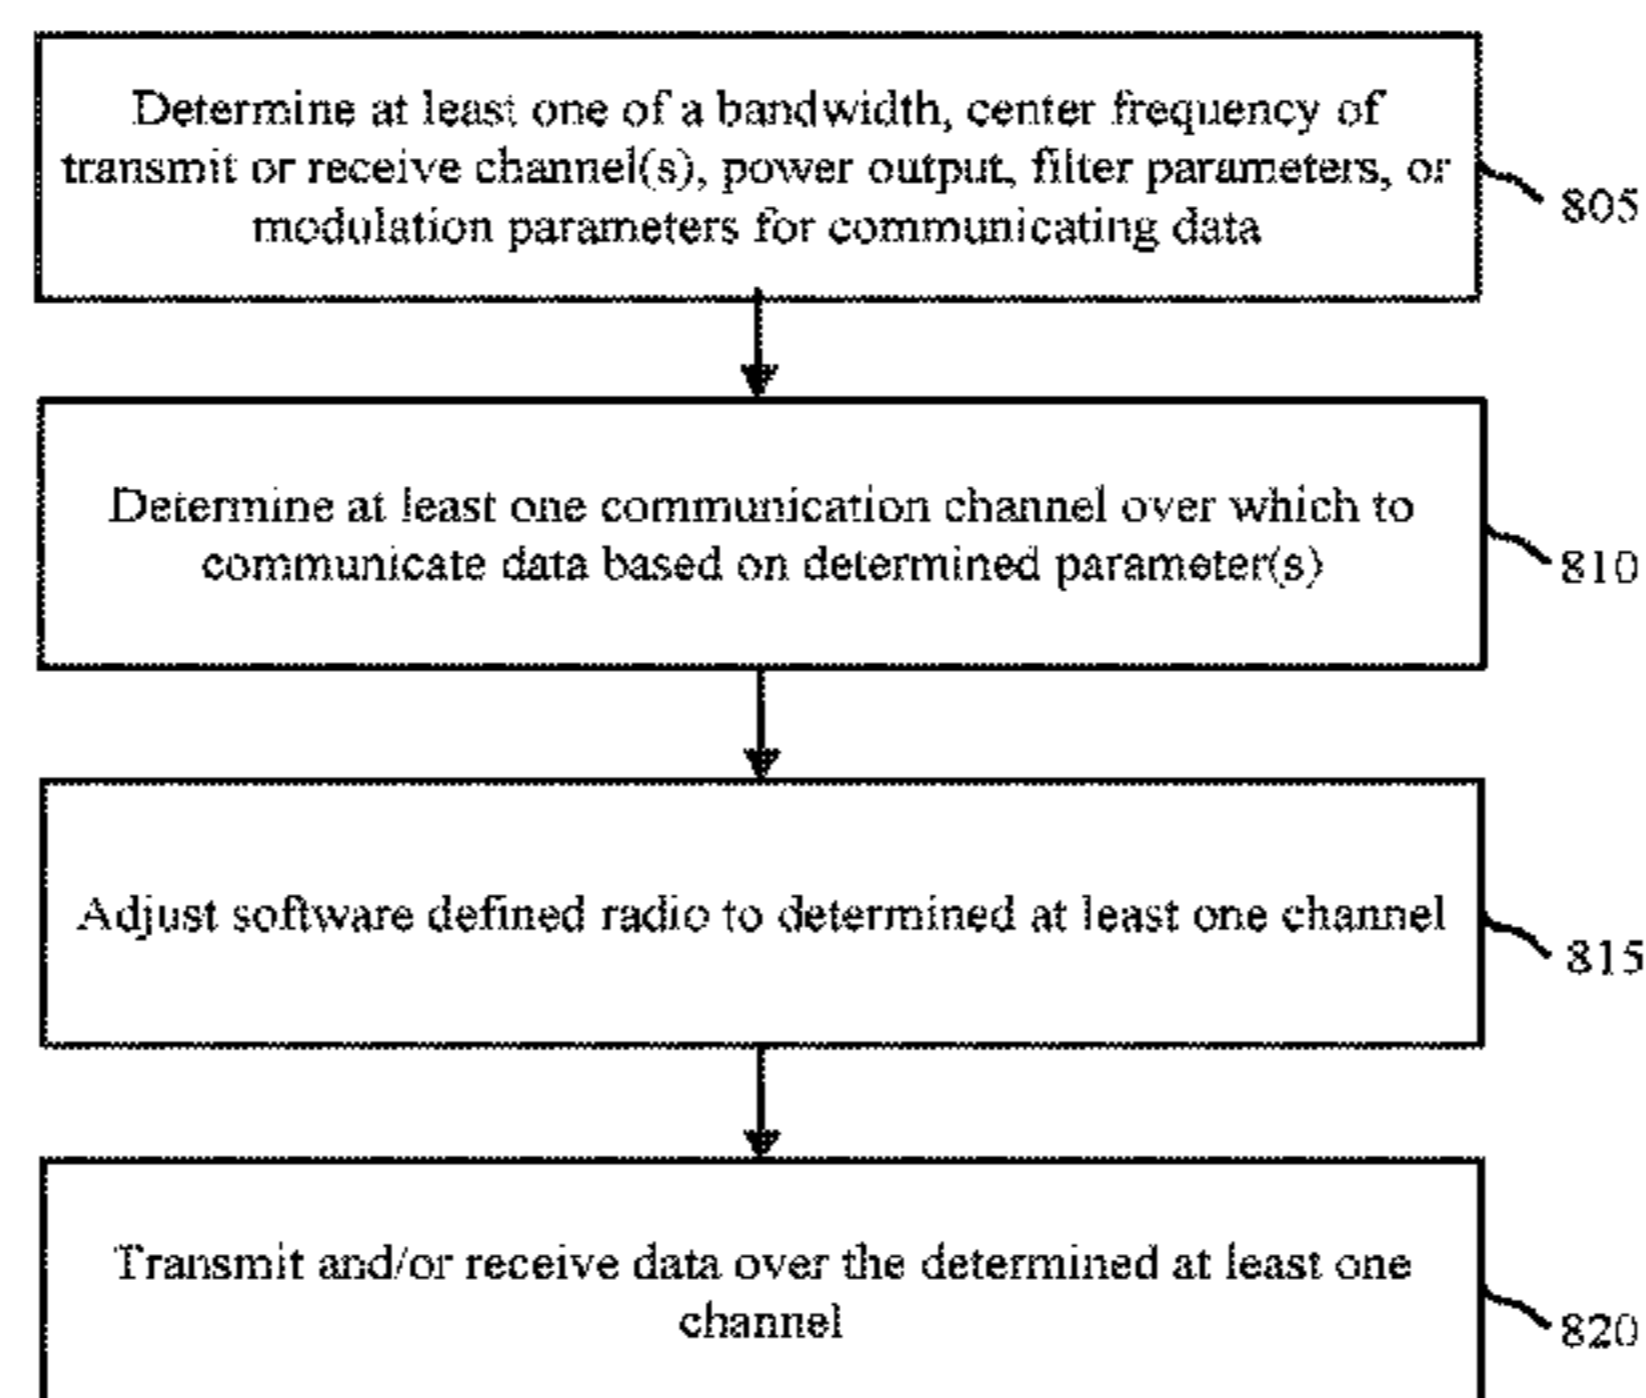 Determine at least one of a bandwidth, center frequency of
transmit or receive channel(s), power output, filter parameters, or
modulation parameters for communicating data
805
Determine at least one communication channel over which to
communicate data based on determined parameter(s)
810
Adjust software defined radio to determined at least one channel
815
Transmit and/or receive data over the determined at least one
channel
820